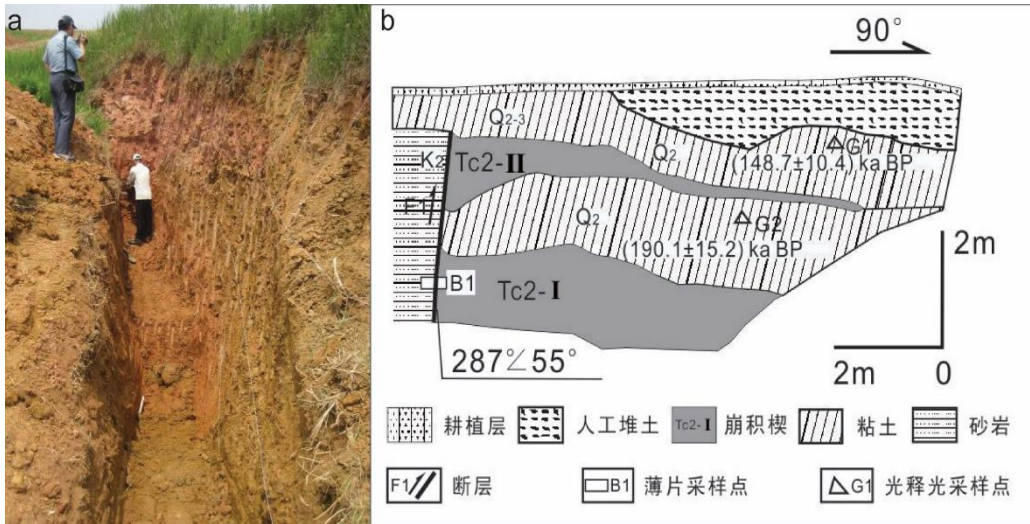 a
b
90°
Q₂₋₃
K₂
Tc2-II
Q₂
G1
(148.7±10.4) ka BP
F1
Q₂
G2
(190.1±15.2) ka BP
B1
Tc2-I
2m
287∠55°
2m 0
耕植层 人工堆土 Tc2-I 崩积楔 粘土 砂岩
F1 断层 B1 薄片采样点 G1 光释光采样点